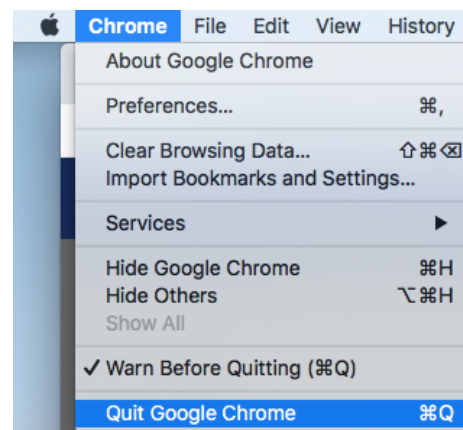 Chrome File Edit View History
About Google Chrome
Preferences... ⌘,
Clear Browsing Data... ⇧⌘⌫
Import Bookmarks and Settings...
Services ▶
Hide Google Chrome ⌘H
Hide Others ⌥⌘H
Show All
✓ Warn Before Quitting (⌘Q)
Quit Google Chrome ⌘Q